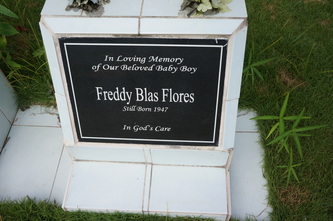 In Loving Memory
of Our Beloved Baby Boy
Freddy Blas Flores
Still Born 1947
In God's Care